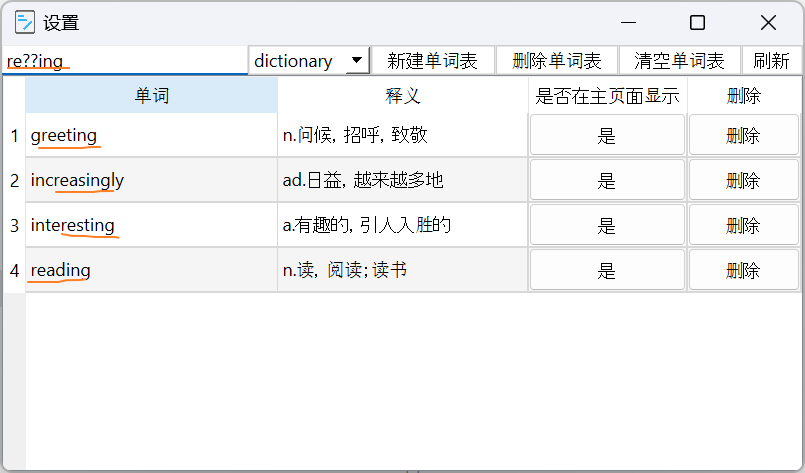 设置
re??ing dictionary 新建单词表 删除单词表 清空单词表 刷新
单词 释义 是否在主页面显示 删除
1 greeting n.问候, 招呼, 致敬 是 删除
2 increasingly ad.日益, 越来越多地 是 删除
3 interesting a.有趣的, 引人入胜的 是 删除
4 reading n.读, 阅读;读书 是 删除